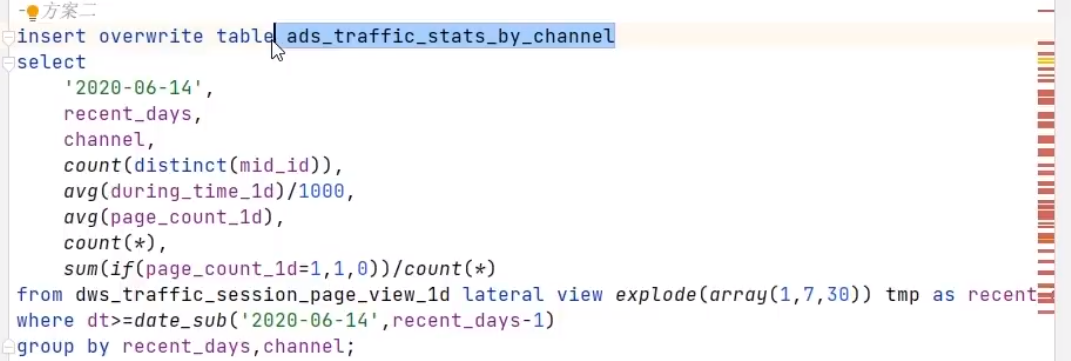 --方案二
insert overwrite table ads_traffic_stats_by_channel
select
    '2020-06-14',
    recent_days,
    channel,
    count(distinct(mid_id)),
    avg(during_time_1d)/1000,
    avg(page_count_1d),
    count(*),
    sum(if(page_count_1d=1,1,0))/count(*)
from dws_traffic_session_page_view_1d lateral view explode(array(1,7,30)) tmp as recent
where dt>=date_sub('2020-06-14',recent_days-1)
group by recent_days,channel;